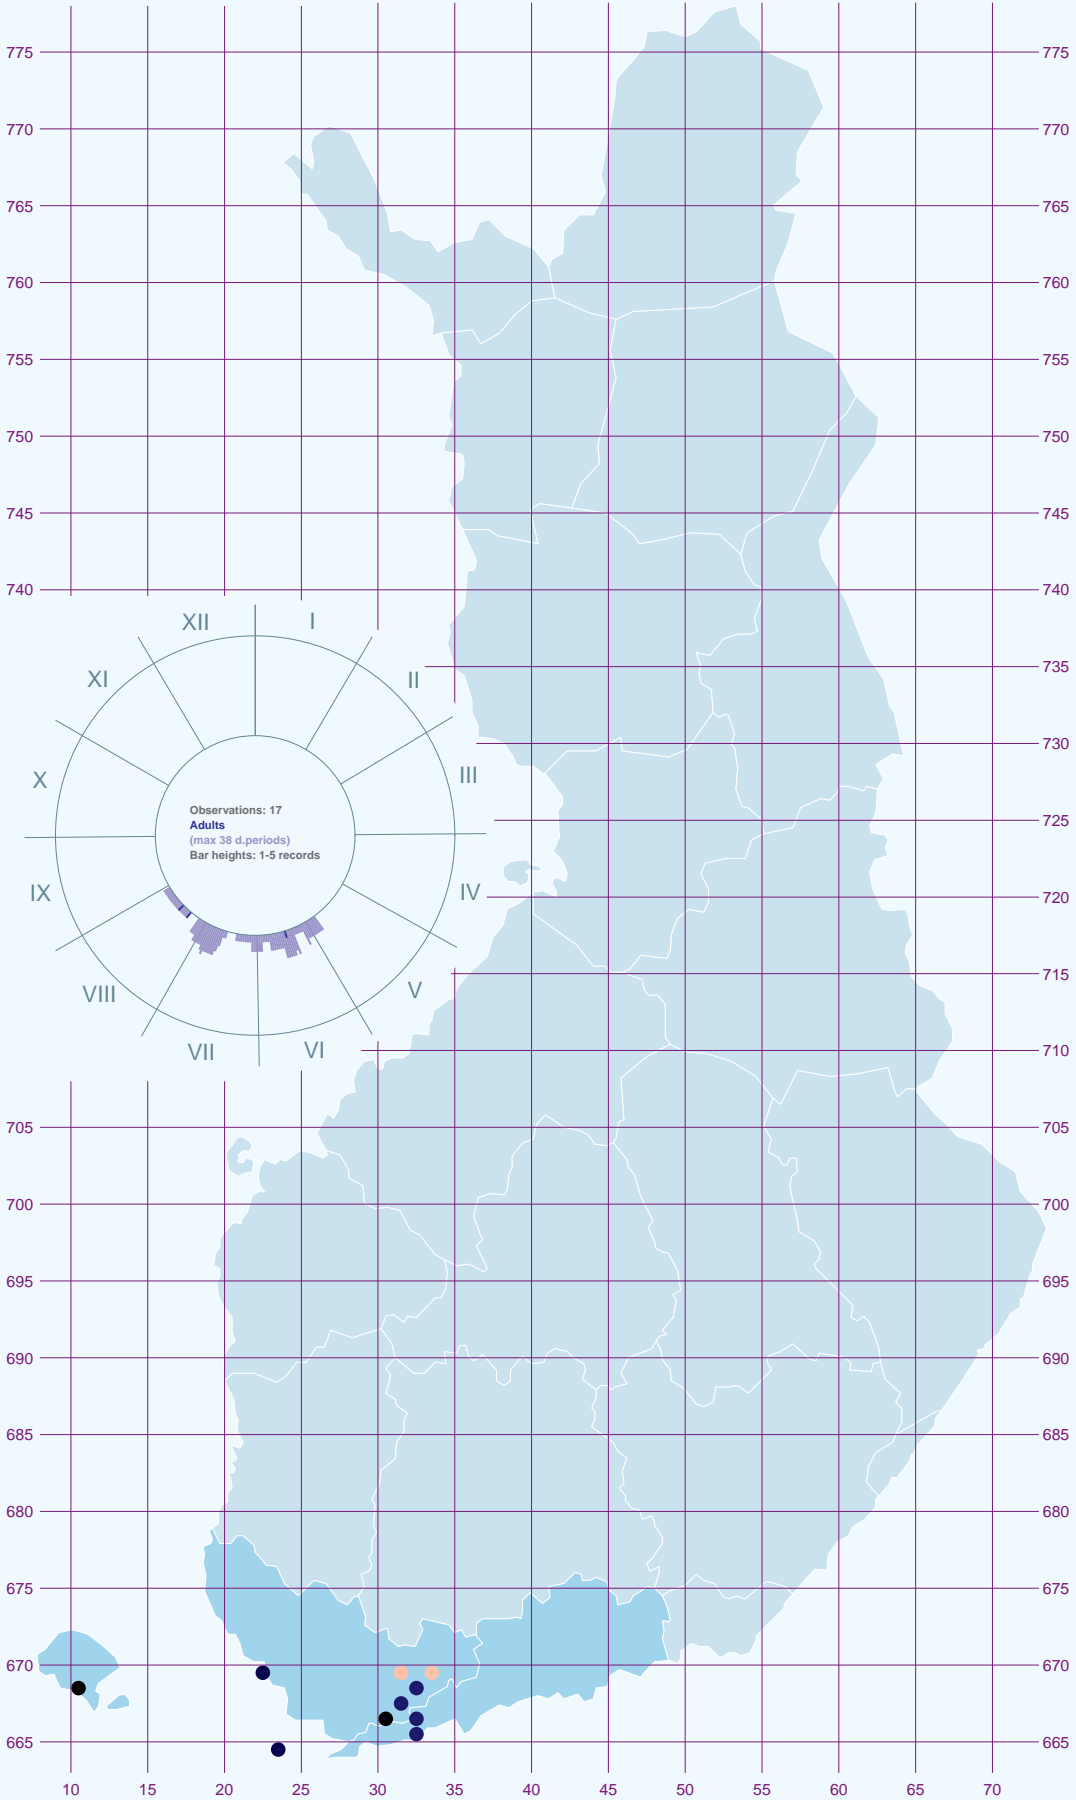 775 775
770 770
765 765
760 760
755 755
750 750
745 745
740 740
XII I
XI II
735
730
X III
725
Observations: 17
Adults
(max 38 d.periods)
Bar heights: 1-5 records
IX IV
720
VIII V
715
VII VI
710
705 705
700 700
695 695
690 690
685 685
680 680
675 675
670 670
665 665
10 15 20 25 30 35 40 45 50 55 60 65 70